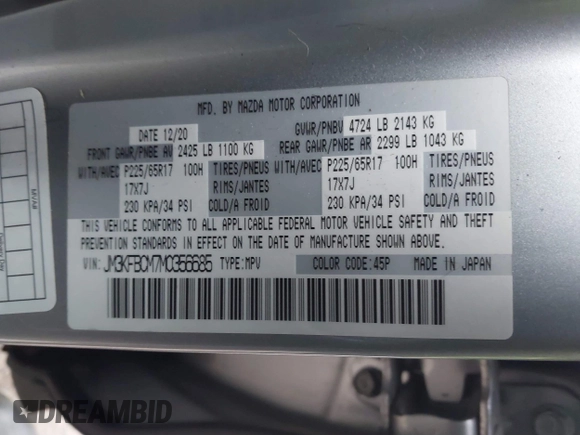 MFD. BY MAZDA MOTOR CORPORATION
DATE 12/20 GVWR/PNBV 4724 LB 2143 KG
FRONT GAWR/PNBE AV 2425 LB 1100 KG REAR GAWR/PNBE AR 2299 LB 1043 KG
WITH/AVEC P225/65R17 100H TIRES/PNEUS WITH/AVEC P225/65R17 100H TIRES/PNEUS
17X7J RIMS/JANTES 17X7J RIMS/JANTES
230 KPA/34 PSI COLD/A FROID 230 KPA/34 PSI COLD/A FROID
THIS VEHICLE CONFORMS TO ALL APPLICABLE FEDERAL MOTOR VEHICLE SAFETY AND THEFT
PREVENTION STANDARDS IN EFFECT ON THE DATE OF MANUFACTURE SHOWN ABOVE.
VIN: JM3KFBCM7M0356685 TYPE:MPV COLOR CODE:45P MADE IN JAPAN
MVAB
Delivery Day
DREAMBID